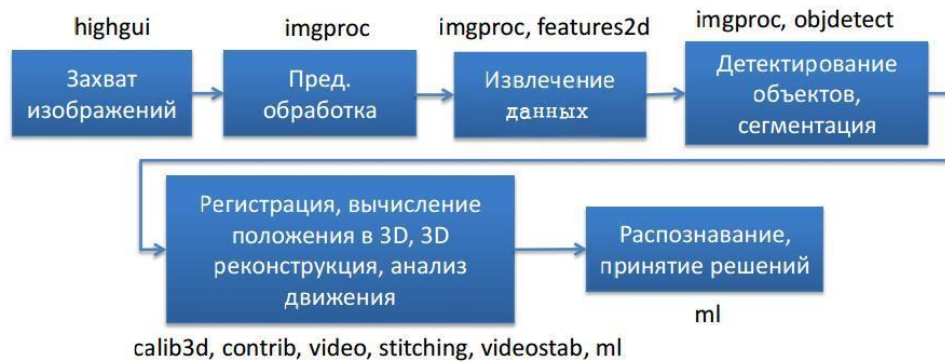 highgui
Захват
изображений
imgproc
Пред.
обработка
imgproc, features2d
Извлечение
данных
imgproc, objdetect
Детектирование
объектов,
сегментация
Регистрация, вычисление
положения в 3D, 3D
реконструкция, анализ
движения
calib3d, contrib, video, stitching, videostab, ml
Распознавание,
принятие решений
ml